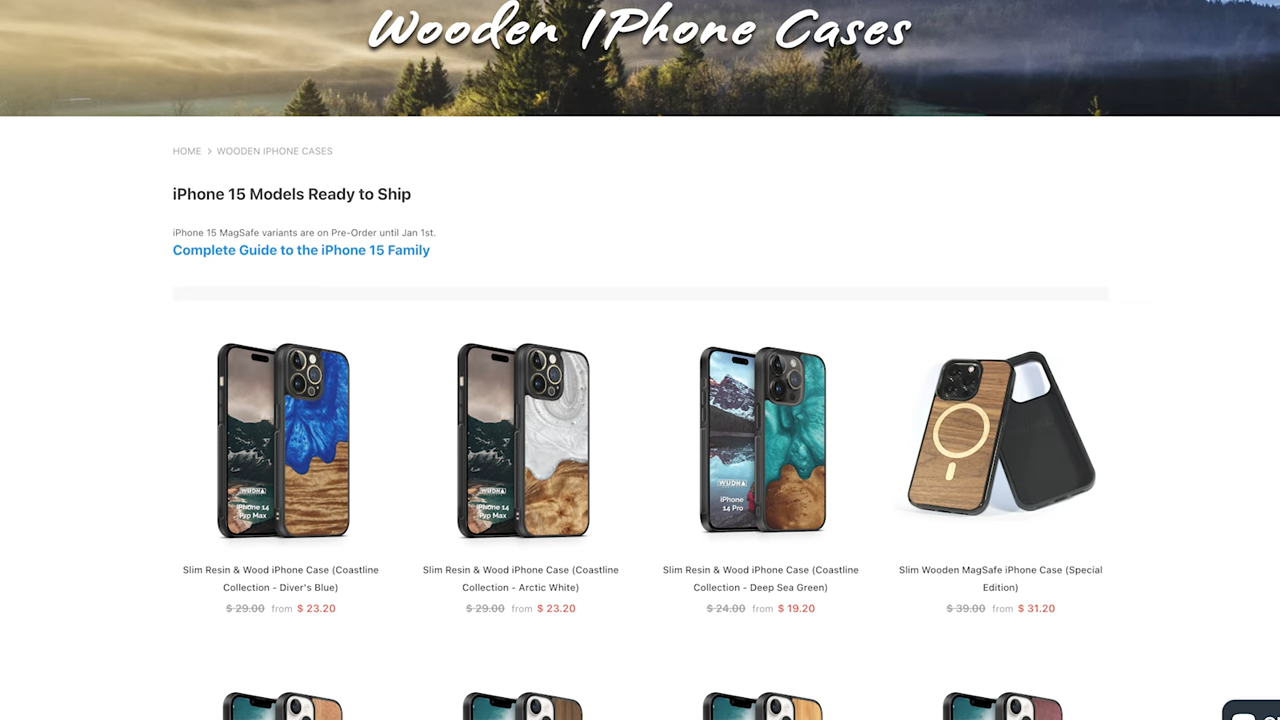 Wooden IPhone Cases
HOME > WOODEN IPHONE CASES
iPhone 15 Models Ready to Ship
iPhone 15 MagSafe variants are on Pre-Order until Jan 1st.
Complete Guide to the iPhone 15 Family
WUDN
iPhone 14
Pro Max
WUDN
iPhone 14
Pro Max
WUDN
iPhone
14 Pro
Slim Resin & Wood iPhone Case (Coastline
Collection - Diver's Blue)
$ 29.00 from $ 23.20
Slim Resin & Wood iPhone Case (Coastline
Collection - Arctic White)
$ 29.00 from $ 23.20
Slim Resin & Wood iPhone Case (Coastline
Collection - Deep Sea Green)
$ 24.00 from $ 19.20
Slim Wooden MagSafe iPhone Case (Special
Edition)
$ 39.00 from $ 31.20